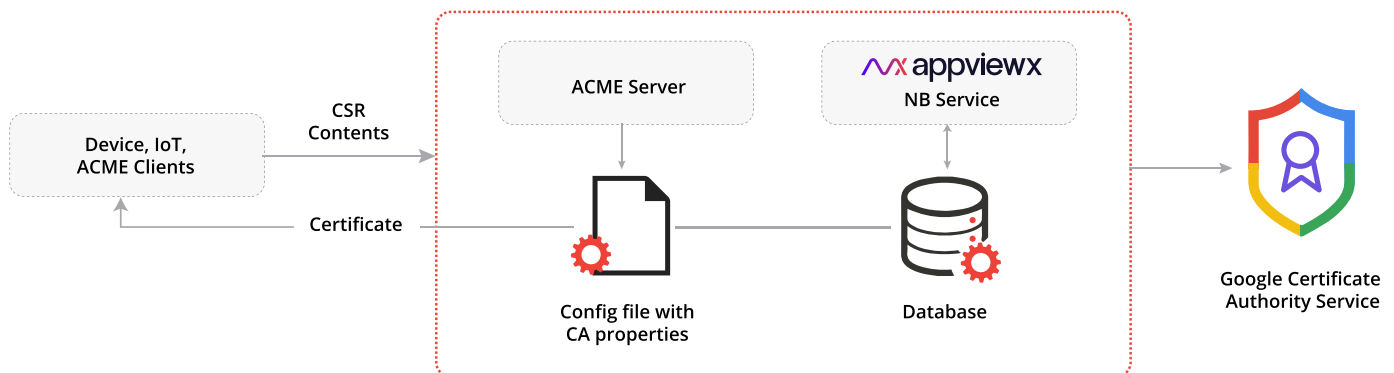 Device, IoT,
ACME Clients
CSR
Contents
Certificate
ACME Server
Config file with
CA properties
appviewx
NB Service
Database
Google Certificate
Authority Service